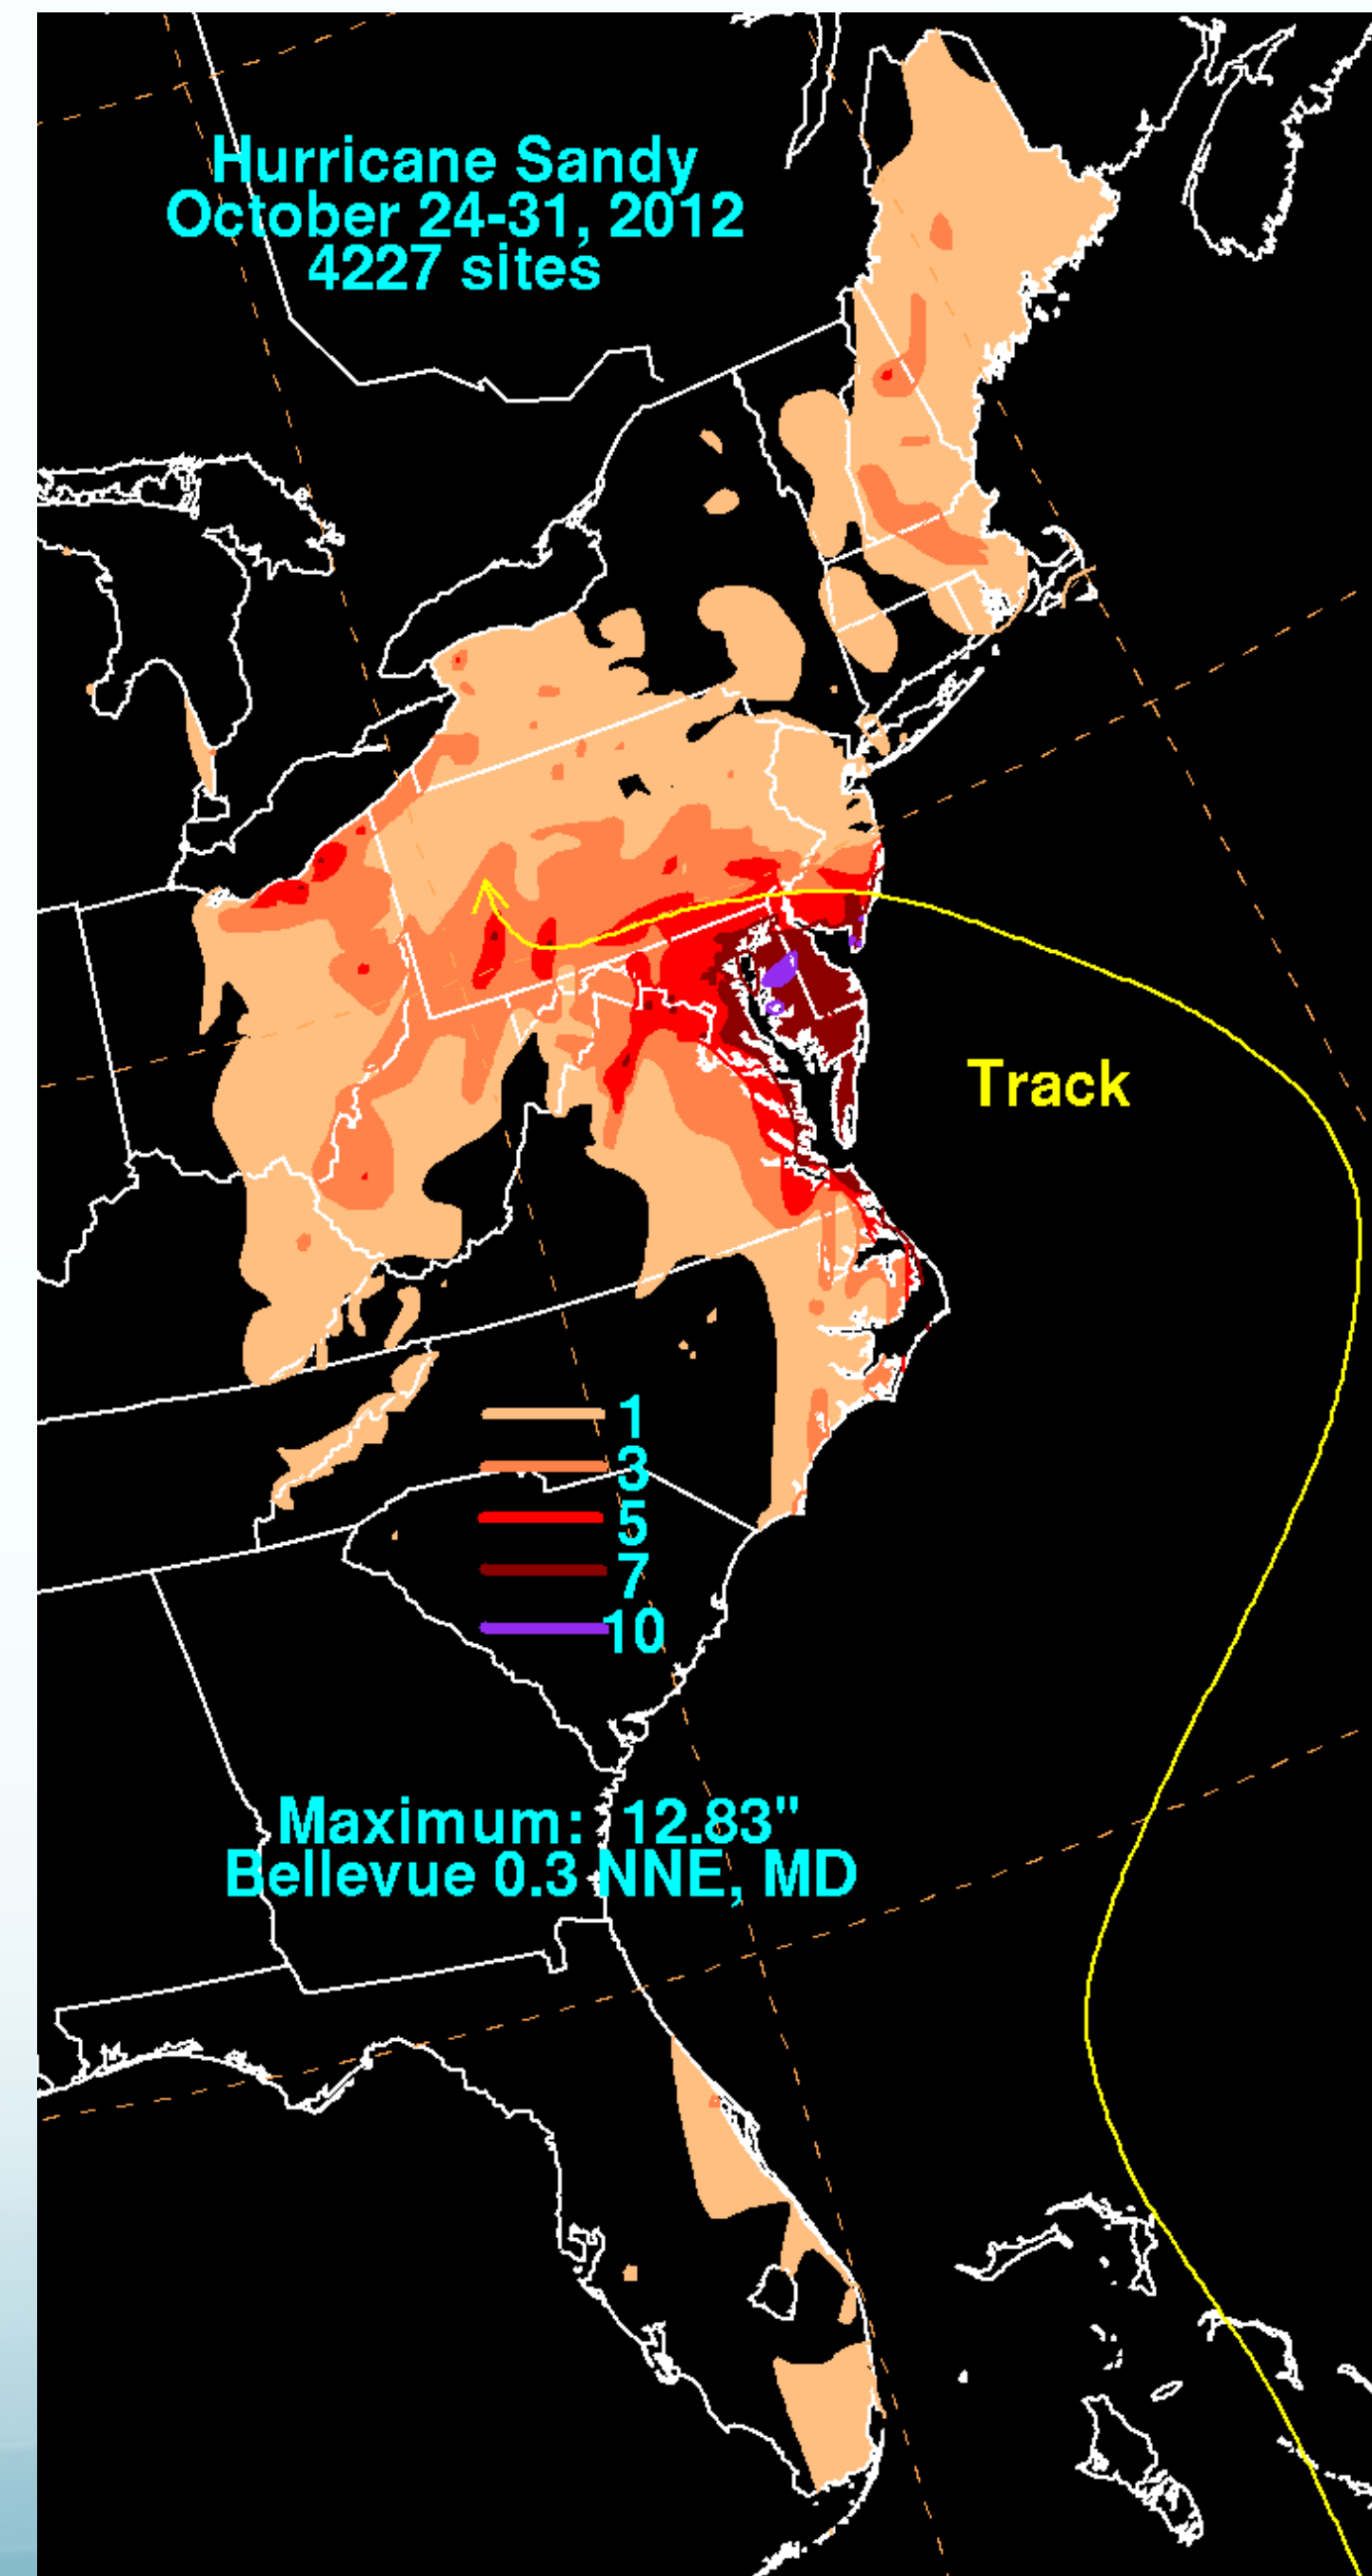 Hurricane Sandy
October 24-31, 2012
4227 sites
Track
1
3
5
7
10
Maximum: 12.83"
Bellevue 0.3 NNE, MD